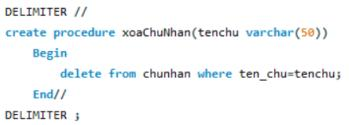 DELIMITER //
create procedure xoaChuNhan(tenchu varchar(50))
    Begin
        delete from chunhan where ten_chu=tenchu;
    End//
DELIMITER ;